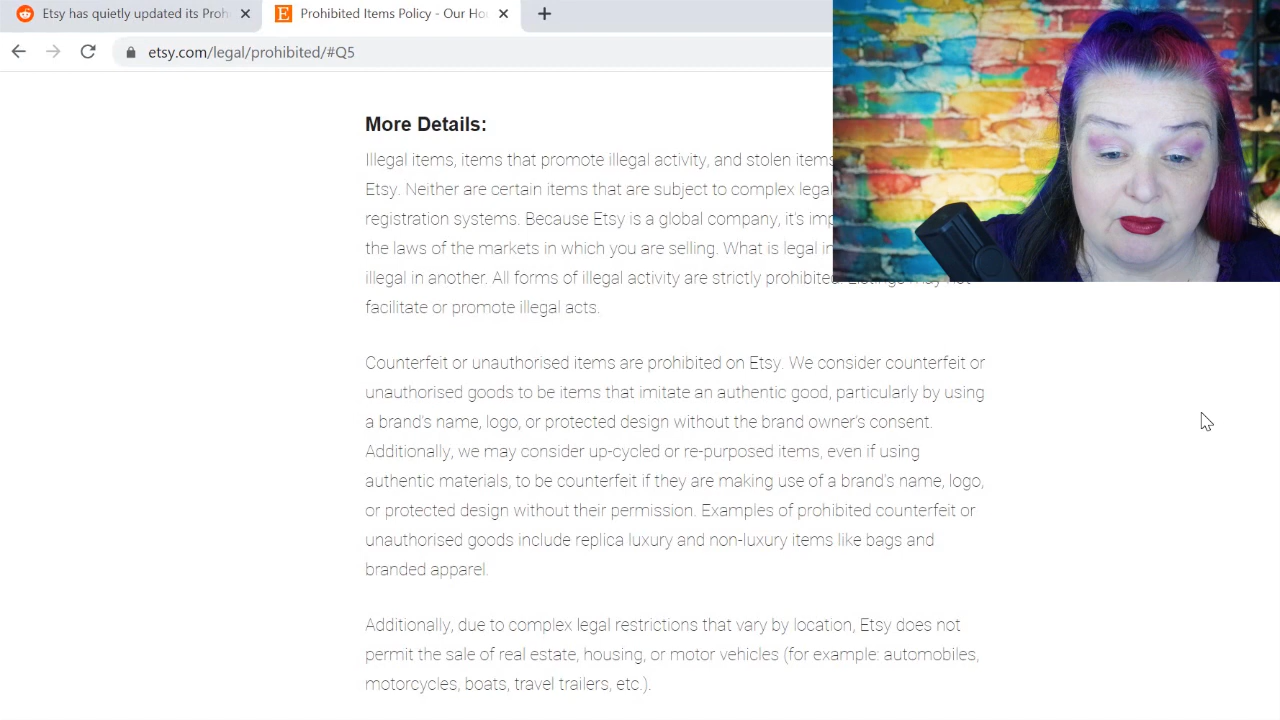 Etsy has quietly updated its Proh
Prohibited Items Policy - Our Ho
etsy.com/legal/prohibited/#Q5
More Details:
Illegal items, items that promote illegal activity, and stolen items
Etsy. Neither are certain items that are subject to complex legal
registration systems. Because Etsy is a global company, it's imp
the laws of the markets in which you are selling. What is legal in
illegal in another. All forms of illegal activity are strictly prohibited. Listings may not
facilitate or promote illegal acts.
Counterfeit or unauthorised items are prohibited on Etsy. We consider counterfeit or
unauthorised goods to be items that imitate an authentic good, particularly by using
a brand's name, logo, or protected design without the brand owner's consent.
Additionally, we may consider up-cycled or re-purposed items, even if using
authentic materials, to be counterfeit if they are making use of a brand's name, logo,
or protected design without their permission. Examples of prohibited counterfeit or
unauthorised goods include replica luxury and non-luxury items like bags and
branded apparel.
Additionally, due to complex legal restrictions that vary by location, Etsy does not
permit the sale of real estate, housing, or motor vehicles (for example: automobiles,
motorcycles, boats, travel trailers, etc.).